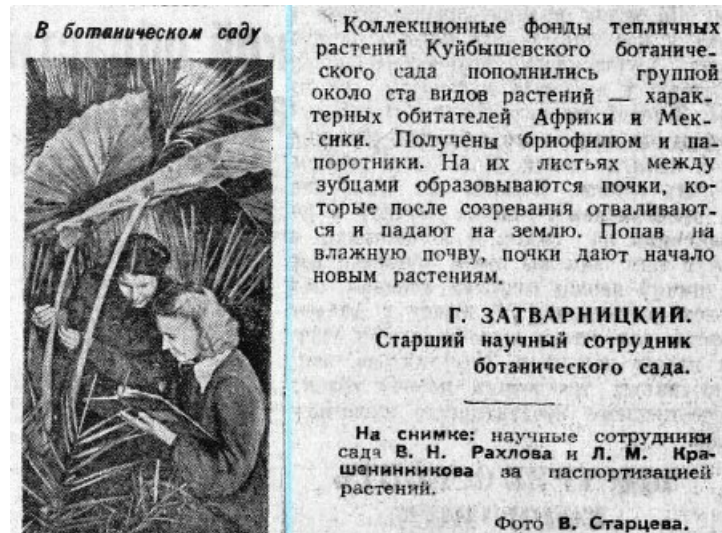 В ботаническом саду
Коллекционные фонды тепличных
растений Куйбышевского ботаниче-
ского сада пополнились группой
около ста видов растений — харак-
терных обитателей Африки и Мек-
сики. Получены бриофилюм и па-
поротники. На их листьях между
зубцами образовываются почки, ко-
торые после созревания отваливают-
ся и падают на землю. Попав на
влажную почву, почки дают начало
новым растениям.
Г. ЗАТВАРНИЦКИЙ.
Старший научный сотрудник
ботанического сада.
На снимке: научные сотрудники
сада В. Н. Рахлова и Л. М. Кра-
шенинникова за паспортизацией
растений.
Фото В. Старцева.